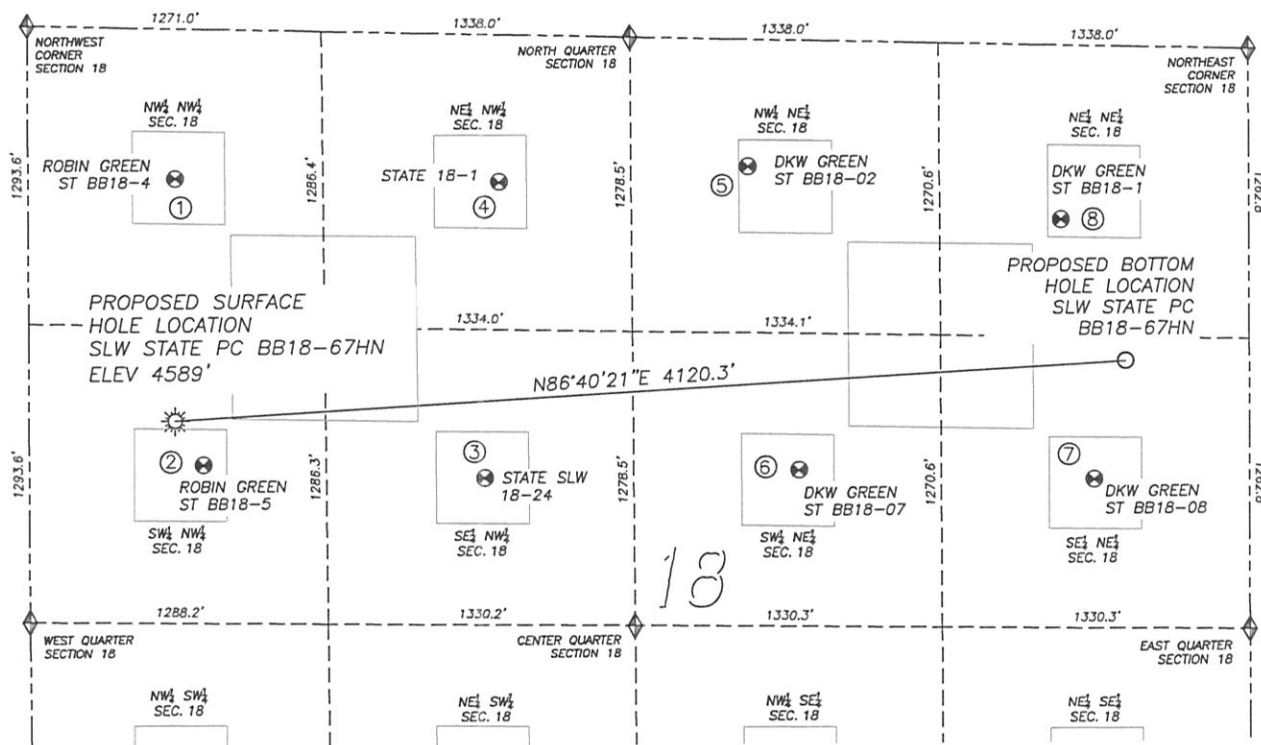 1271.0'
1338.0'
1338.0'
1338.0'
NORTHWEST
CORNER
SECTION 18
NORTH QUARTER
SECTION 18
NORTHEAST
CORNER
SECTION 18
NW¼ NW¼
SEC. 18
NE¼ NW¼
SEC. 18
NW¼ NE¼
SEC. 18
NE¼ NE¼
SEC. 18
1293.6'
ROBIN GREEN
ST BB18-4
1
1286.4'
STATE 18-1
4
1278.5'
5
DKW GREEN
ST BB18-02
1270.6'
DKW GREEN
ST BB18-1
8
PROPOSED SURFACE
HOLE LOCATION
SLW STATE PC BB18-67HN
ELEV 4589'
PROPOSED BOTTOM
HOLE LOCATION
SLW STATE PC
BB18-67HN
1334.0'
1334.1'
N86°40'21"E 4120.3'
1293.6'
2
ROBIN GREEN
ST BB18-5
1286.3'
3
STATE SLW
18-24
1278.5'
6
DKW GREEN
ST BB18-07
1270.6'
7
DKW GREEN
ST BB18-08
SW¼ NW¼
SEC. 18
SE¼ NW¼
SEC. 18
SW¼ NE¼
SEC. 18
SE¼ NE¼
SEC. 18
18
1288.2'
1330.2'
1330.3'
1330.3'
WEST QUARTER
SECTION 18
CENTER QUARTER
SECTION 18
EAST QUARTER
SECTION 18
NW¼ SW¼
SEC. 18
NE¼ SW¼
SEC. 18
NW¼ SE¼
SEC. 18
NE¼ SE¼
SEC. 18